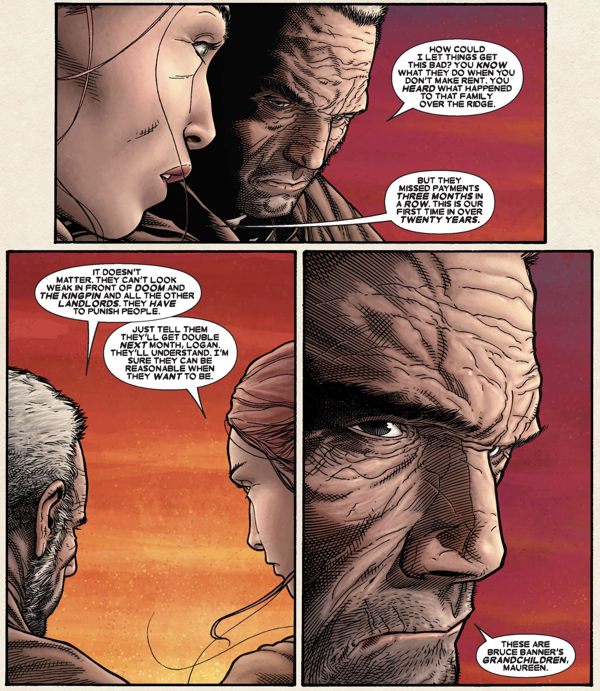 HOW COULD
I LET THINGS GET
THIS BAD? YOU KNOW
WHAT THEY DO WHEN YOU
DON'T MAKE RENT. YOU
HEARD WHAT HAPPENED
TO THAT FAMILY
OVER THE RIDGE.
BUT THEY
MISSED PAYMENTS
THREE MONTHS IN
A ROW. THIS IS OUR
FIRST TIME IN OVER
TWENTY YEARS.
IT DOESN'T
MATTER. THEY CAN'T LOOK
WEAK IN FRONT OF DOOM AND
THE KINGPIN AND ALL THE OTHER
LANDLORDS. THEY HAVE
TO PUNISH PEOPLE.
JUST TELL THEM
THEY'LL GET DOUBLE
NEXT MONTH, LOGAN.
THEY'LL UNDERSTAND. I'M
SURE THEY CAN BE
REASONABLE WHEN
THEY WANT TO BE.
THESE ARE
BRUCE BANNER'S
GRANDCHILDREN,
MAUREEN.